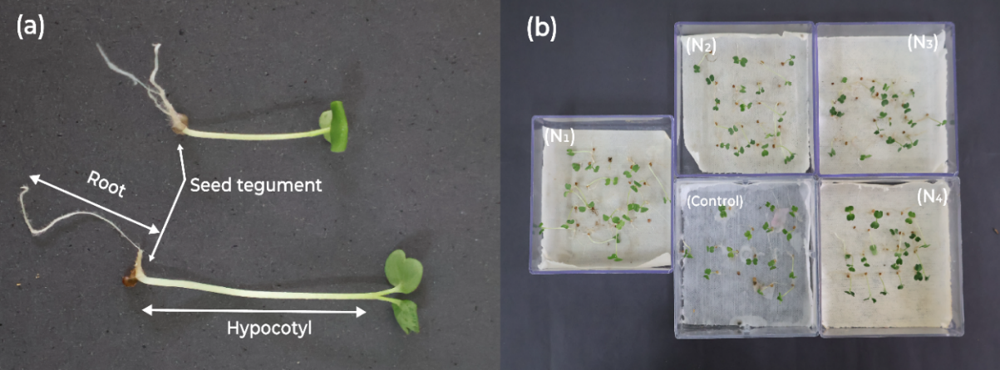 (a)
Root
Seed tegument
Hypocotyl
(b)
(N1)
(N2)
(N3)
(Control)
(N4)